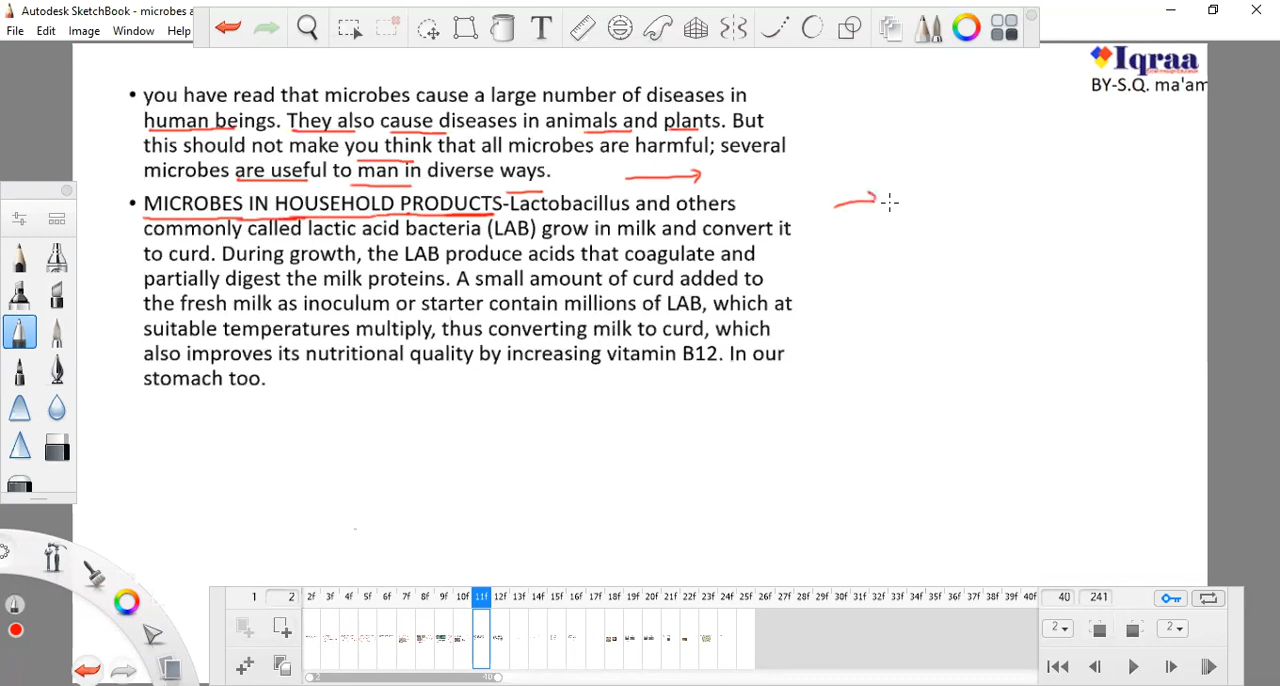 Autodesk SketchBook - microbes a
File Edit Image Window Help
Iqraa
BY-S.Q. ma'am
• you have read that microbes cause a large number of diseases in
human beings. They also cause diseases in animals and plants. But
this should not make you think that all microbes are harmful; several
microbes are useful to man in diverse ways.
• MICROBES IN HOUSEHOLD PRODUCTS-Lactobacillus and others
commonly called lactic acid bacteria (LAB) grow in milk and convert it
to curd. During growth, the LAB produce acids that coagulate and
partially digest the milk proteins. A small amount of curd added to
the fresh milk as inoculum or starter contain millions of LAB, which at
suitable temperatures multiply, thus converting milk to curd, which
also improves its nutritional quality by increasing vitamin B12. In our
stomach too.
1 2 2f 3f 4f 5f 6f 7f 8f 9f 10f 11f 12f 13f 14f 15f 16f 17f 18f 19f 20f 21f 22f 23f 24f 25f 26f 27f 28f 29f 30f 31f 32f 33f 34f 35f 36f 37f 38f 39f 40f 40 241
2 2
2 -10